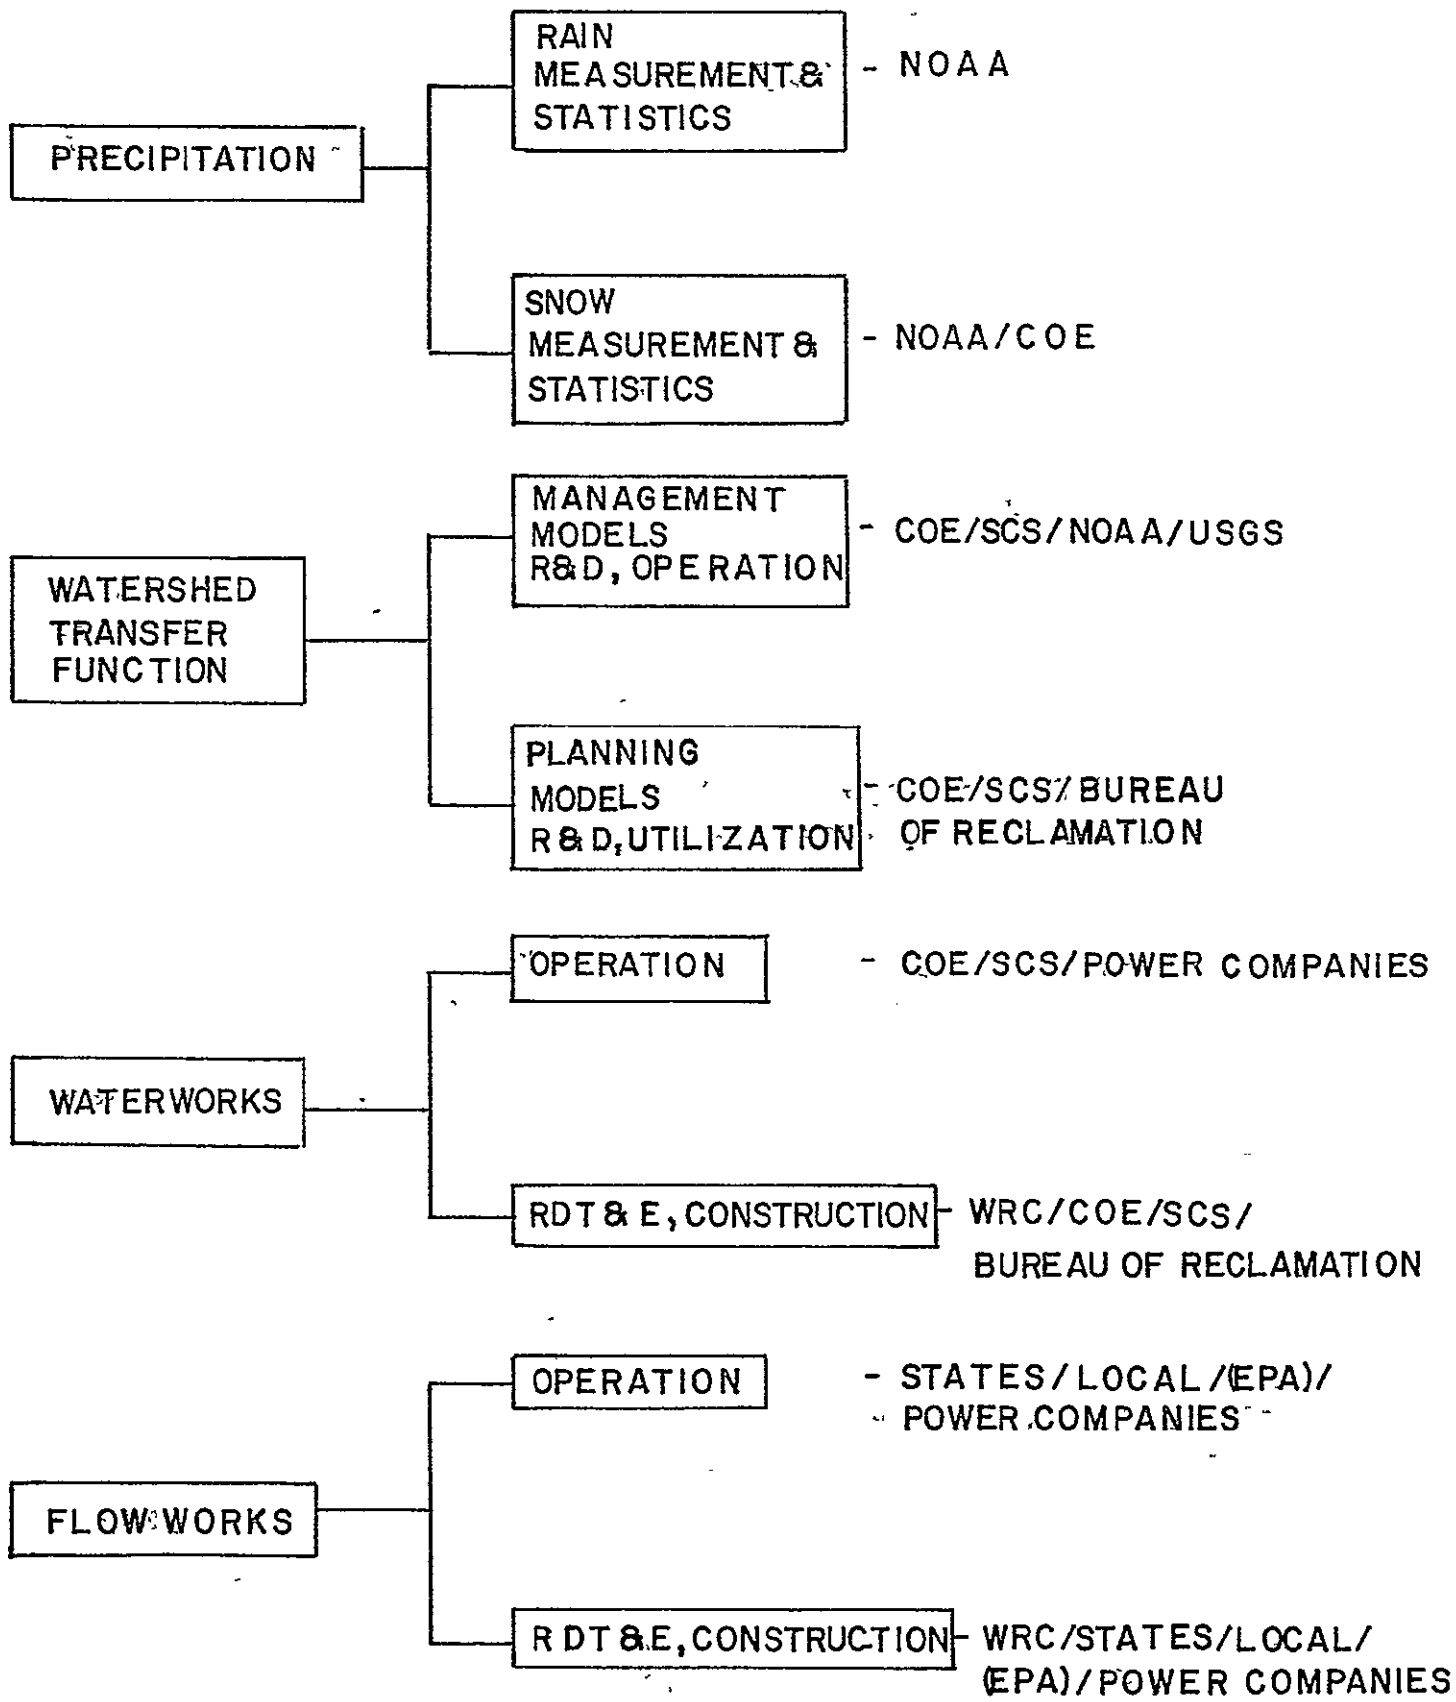 PRECIPITATION
RAIN
MEASUREMENT &
STATISTICS
- NOAA
SNOW
MEASUREMENT &
STATISTICS
- NOAA/COE
WATERSHED
TRANSFER
FUNCTION
MANAGEMENT
MODELS
R&D, OPERATION
- COE/SCS/NOAA/USGS
PLANNING
MODELS
R&D, UTILIZATION
- COE/SCS/BUREAU
OF RECLAMATION
WATERWORKS
OPERATION
- COE/SCS/POWER COMPANIES
RDT & E, CONSTRUCTION
- WRC/COE/SCS/
BUREAU OF RECLAMATION
FLOW WORKS
OPERATION
- STATES/LOCAL/(EPA)/
POWER COMPANIES
RDT & E, CONSTRUCTION
- WRC/STATES/LOCAL/
(EPA)/POWER COMPANIES